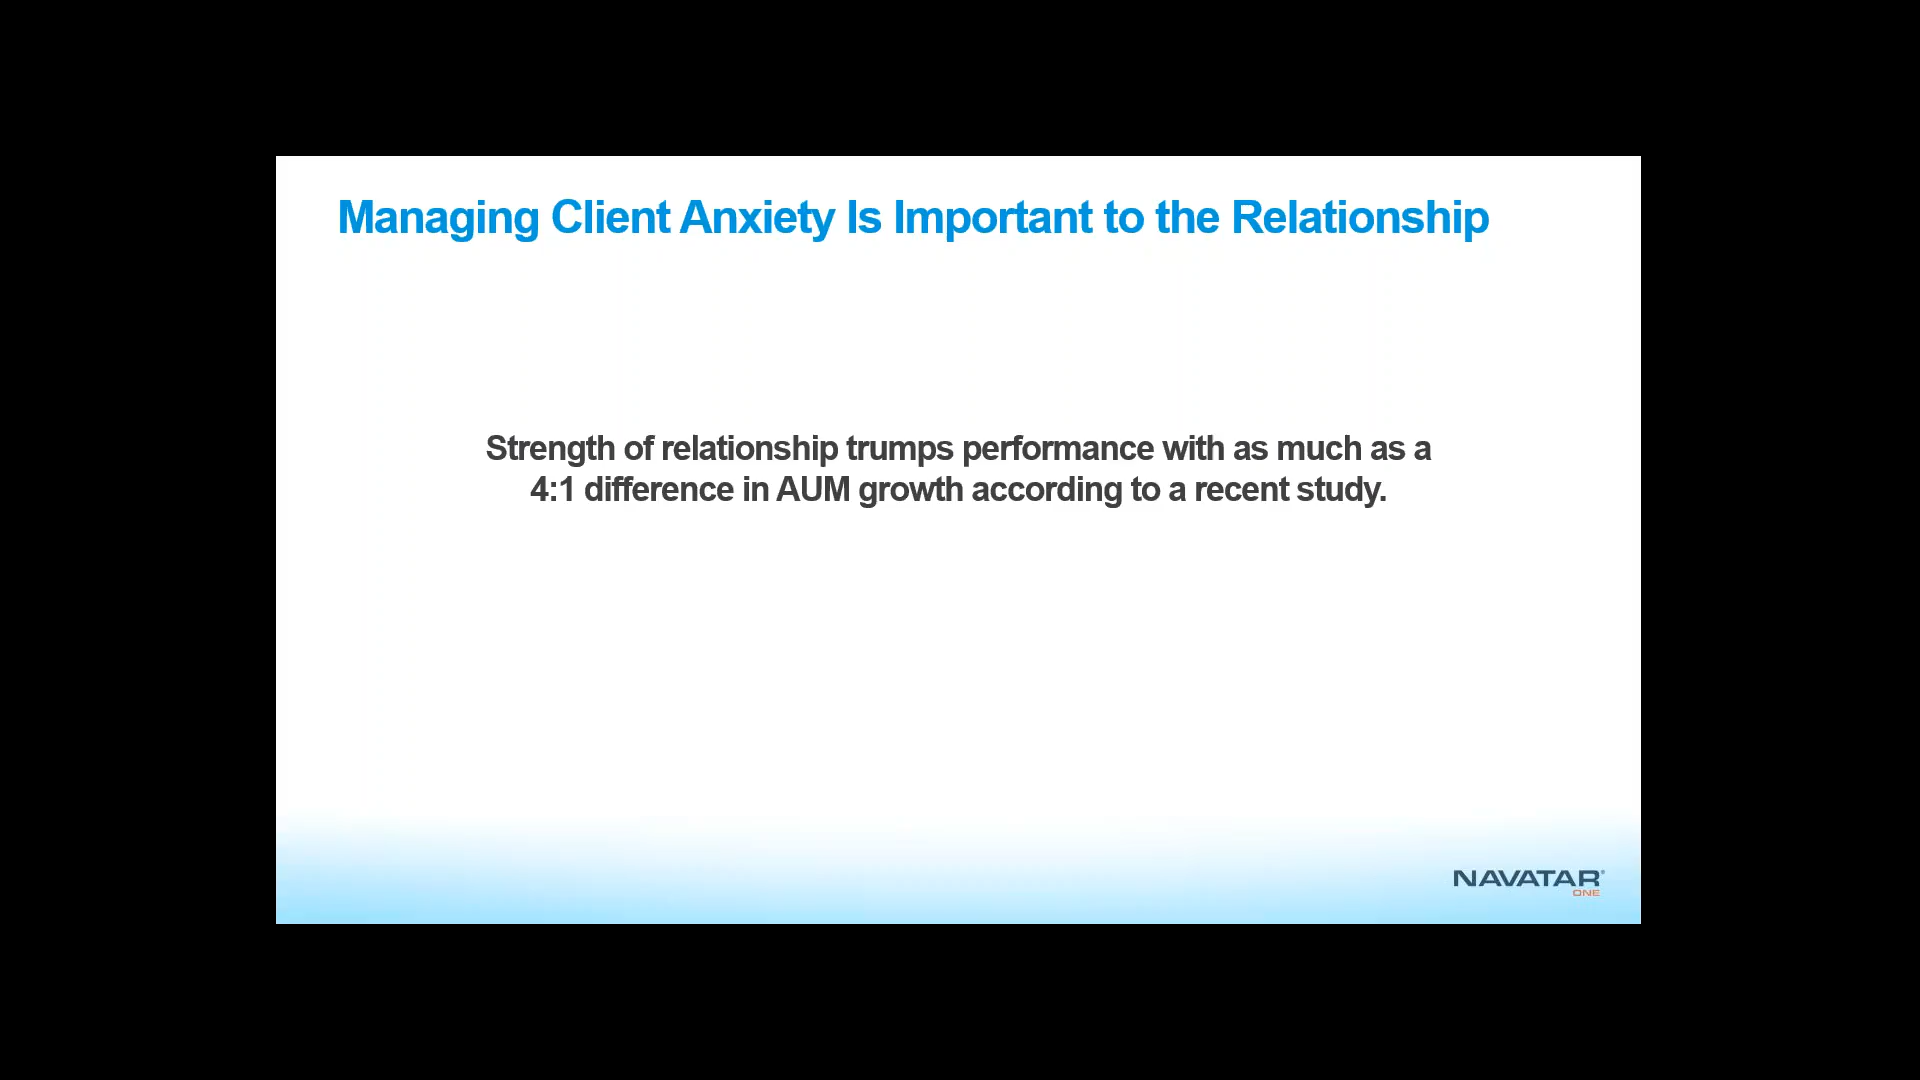 Managing Client Anxiety Is Important to the Relationship
Strength of relationship trumps performance with as much as a
4:1 difference in AUM growth according to a recent study.
NAVATAR®
ONE